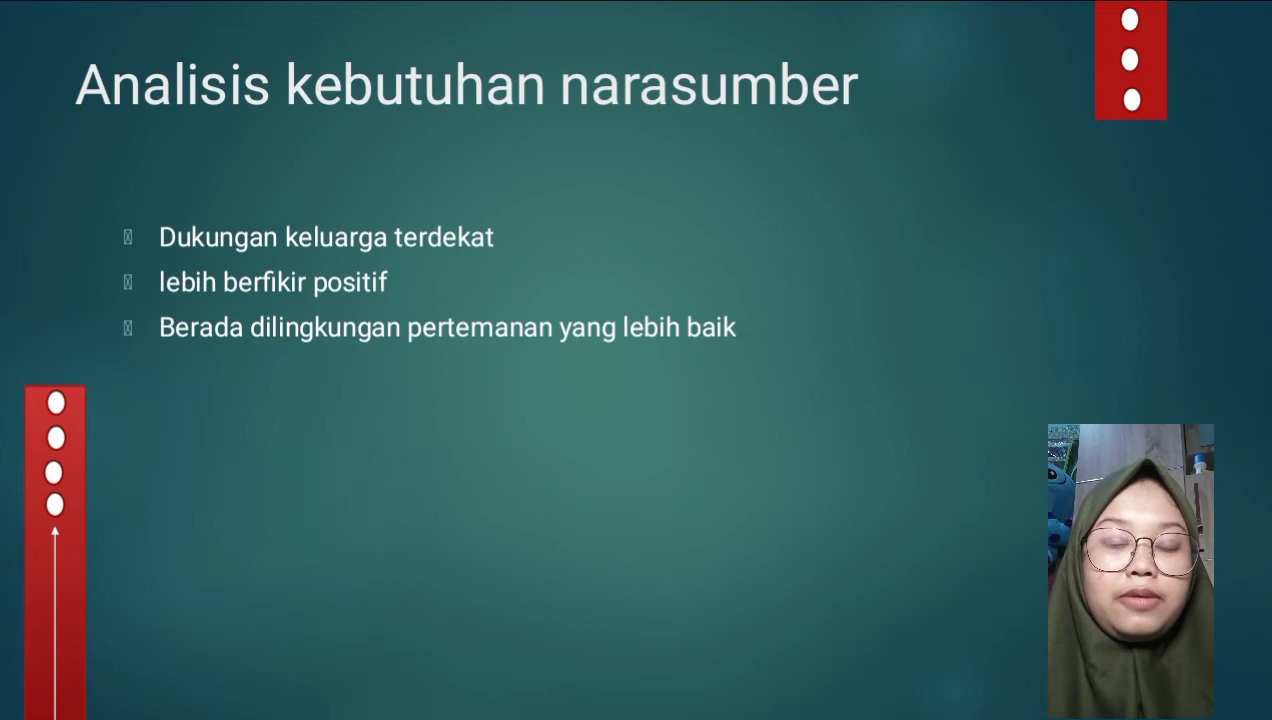 Analisis kebutuhan narasumber
Dukungan keluarga terdekat
lebih berfikir positif
Berada dilingkungan pertemanan yang lebih baik